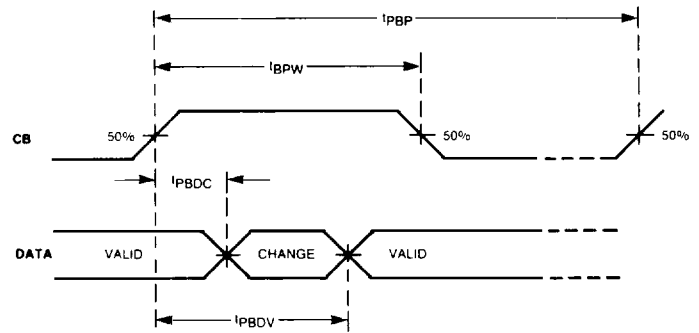 tPBP
tBPW
CB
50%
50%
50%
tPBDC
DATA
VALID
CHANGE
VALID
tPBDV